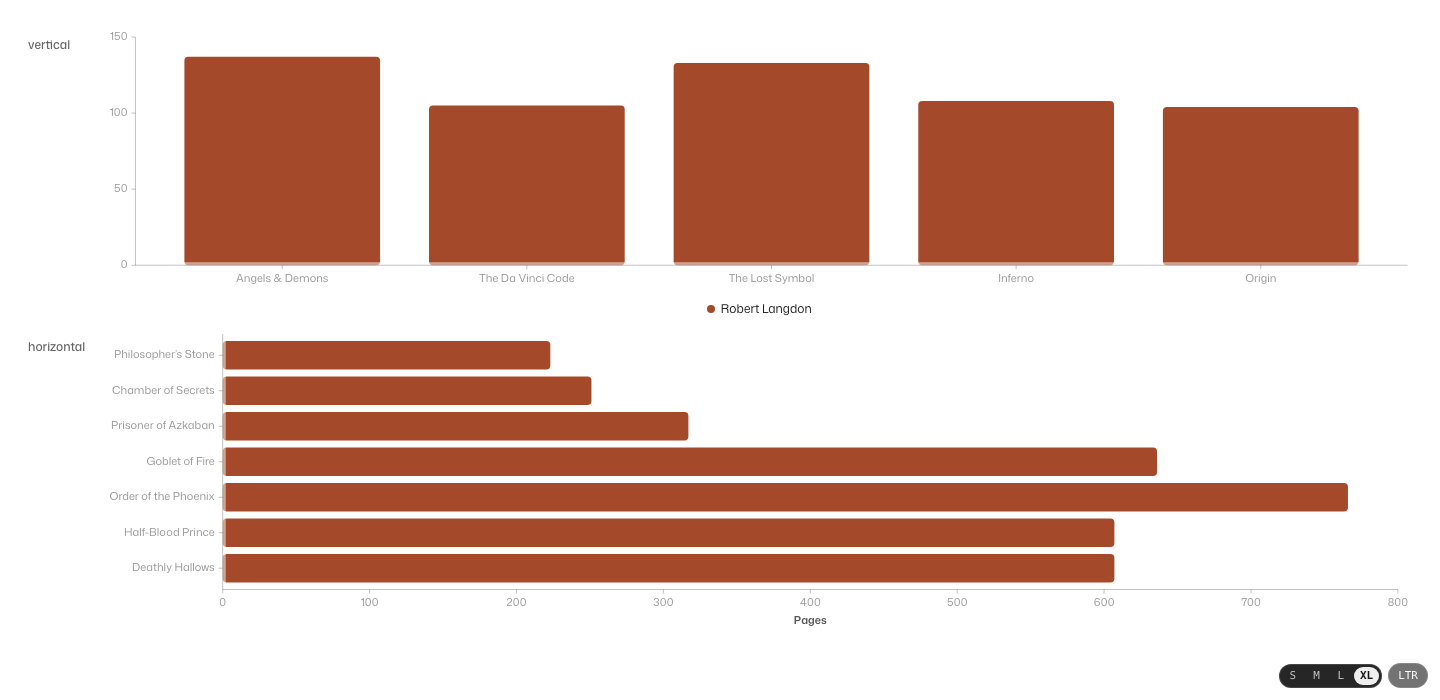 vertical
150
100
50
0
Angels & Demons The Da Vinci Code The Lost Symbol Inferno Origin
Robert Langdon
horizontal
Philosopher's Stone
Chamber of Secrets
Prisoner of Azkaban
Goblet of Fire
Order of the Phoenix
Half-Blood Prince
Deathly Hallows
0 100 200 300 400 500 600 700 800
Pages
S M L XL LTR